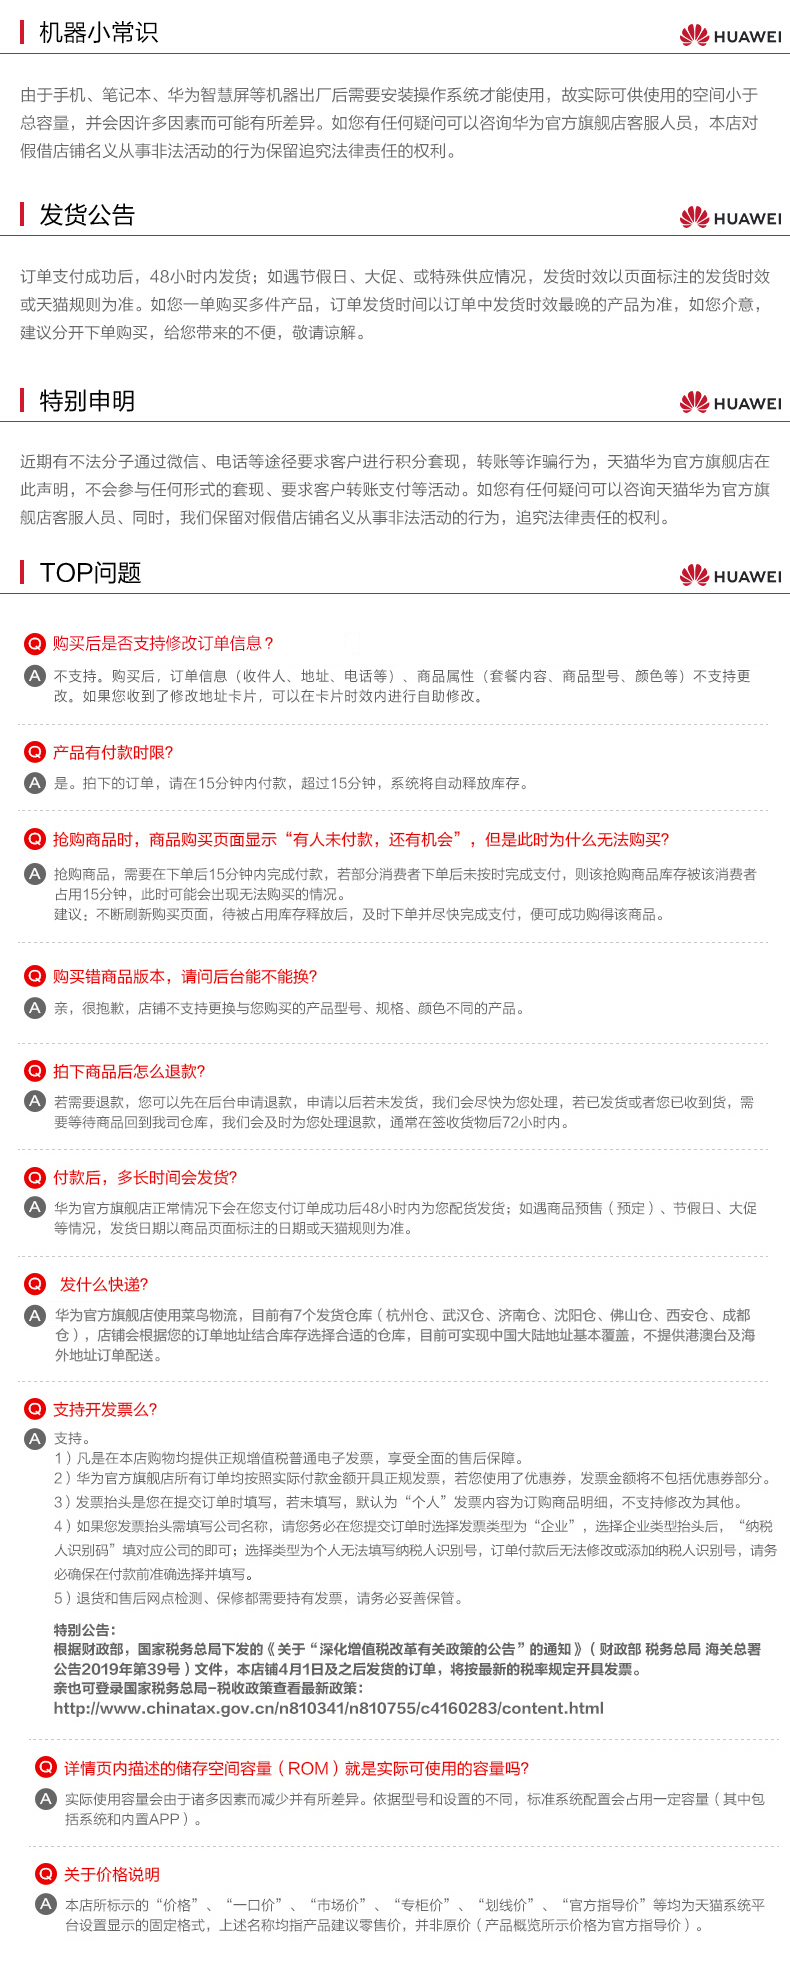 机器小常识
HUAWEI
由于手机、笔记本、华为智慧屏等机器出厂后需要安装操作系统才能使用，故实际可供使用的空间小于
总容量，并会因许多因素而可能有所差异。如您有任何疑问可以咨询华为官方旗舰店客服人员，本店对
假借店铺名义从事非法活动的行为保留追究法律责任的权利。
发货公告
HUAWEI
订单支付成功后，48小时内发货；如遇节假日、大促、或特殊供应情况，发货时效以页面标注的发货时效
或天猫规则为准。如您一单购买多件产品，订单发货时间以订单中发货时效最晚的产品为准，如您介意，
建议分开下单购买，给您带来的不便，敬请谅解。
特别申明
HUAWEI
近期有不法分子通过微信、电话等途径要求客户进行积分套现，转账等诈骗行为，天猫华为官方旗舰店在
此声明，不会参与任何形式的套现、要求客户转账支付等活动。如您有任何疑问可以咨询天猫华为官方旗
舰店客服人员、同时，我们保留对假借店铺名义从事非法活动的行为，追究法律责任的权利。
TOP问题
HUAWEI
Q 购买后是否支持修改订单信息？
A 不支持。购买后，订单信息（收件人、地址、电话等）、商品属性（套餐内容、商品型号、颜色等）不支持更
改。如果您收到了修改地址卡片，可以在卡片时效内进行自助修改。
Q 产品有付款时限?
A 是。拍下的订单，请在15分钟内付款，超过15分钟，系统将自动释放库存。
Q 抢购商品时，商品购买页面显示“有人未付款，还有机会”，但是此时为什么无法购买?
A 抢购商品，需要在下单后15分钟内完成付款，若部分消费者下单后未按时完成支付，则该抢购商品库存被该消费者
占用15分钟，此时可能会出现无法购买的情况。
建议：不断刷新购买页面，待被占用库存释放后，及时下单并尽快完成支付，便可成功购得该商品。
Q 购买错商品版本，请问后台能不能换?
A 亲，很抱歉，店铺不支持更换与您购买的产品型号、规格、颜色不同的产品。
Q 拍下商品后怎么退款?
A 若需要退款，您可以先在后台申请退款，申请以后若未发货，我们会尽快为您处理，若已发货或者您已收到货，需
要等待商品回到我司仓库，我们会及时为您处理退款，通常在签收货物后72小时内。
Q 付款后，多长时间会发货?
A 华为官方旗舰店正常情况下会在您支付订单成功后48小时内为您配货发货；如遇商品预售（预定）、节假日、大促
等情况，发货日期以商品页面标注的日期或天猫规则为准。
Q 发什么快递?
A 华为官方旗舰店使用菜鸟物流，目前有7个发货仓库（杭州仓、武汉仓、济南仓、沈阳仓、佛山仓、西安仓、成都
仓），店铺会根据您的订单地址结合库存选择合适的仓库，目前可实现中国大陆地址基本覆盖，不提供港澳台及海
外地址订单配送。
Q 支持开发票么?
A 支持。
1）凡是在本店购物均提供正规增值税普通电子发票，享受全面的售后保障。
2）华为官方旗舰店所有订单均按照实际付款金额开具正规发票，若您使用了优惠券，发票金额将不包括优惠券部分。
3）发票抬头是您在提交订单时填写，若未填写，默认为“个人”发票内容为订购商品明细，不支持修改为其他。
4）如果您发票抬头需填写公司名称，请您务必在您提交订单时选择发票类型为“企业”，选择企业类型抬头后，“纳税
人识别码”填对应公司的即可；选择类型为个人无法填写纳税人识别号，订单付款后无法修改或添加纳税人识别号，请务
必确保在付款前准确选择并填写。
5）退货和售后网点检测、保修都需要持有发票，请务必妥善保管。
特别公告：
根据财政部，国家税务总局下发的《关于“深化增值税改革有关政策的公告”的通知》（财政部 税务总局 海关总署
公告2019年第39号）文件，本店铺4月1日及之后发货的订单，将按最新的税率规定开具发票。
亲也可登录国家税务总局-税收政策查看最新政策：
http://www.chinatax.gov.cn/n810341/n810755/c4160283/content.html
Q 详情页内描述的储存空间容量（ROM）就是实际可使用的容量吗?
A 实际使用容量会由于诸多因素而减少并有所差异。依据型号和设置的不同，标准系统配置会占用一定容量（其中包
括系统和内置APP）。
Q 关于价格说明
A 本店所标示的“价格”、“一口价”、“市场价”、“专柜价”、“划线价”、“官方指导价”等均为天猫系统平
台设置显示的固定格式，上述名称均指产品建议零售价，并非原价（产品概览所示价格为官方指导价）。